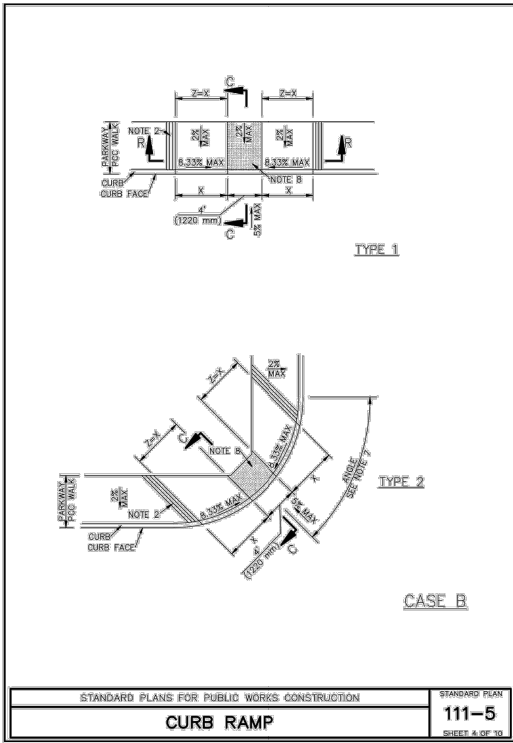 C
Z=X
Z=X
NOTE 2
2%
MAX
2%
MAX
2%
MAX
PARKWAY
PCC WALK
R
R
8.33% MAX
8.33% MAX
NOTE 8
CURB
CURB FACE
X
X
4'
(1220 mm)
C
5% MAX
TYPE 1
Z=X
2%
MAX
Z=X
C
NOTE 8
8.33% MAX
ANGLE
SEE NOTE 7
TYPE 2
PARKWAY
PCC WALK
2%
MAX
NOTE 2
8.33% MAX
X
5% MAX
CURB
CURB FACE
X
4'
(1220 mm)
C
CASE B
STANDARD PLANS FOR PUBLIC WORKS CONSTRUCTION
STANDARD PLAN
CURB RAMP
111-5
SHEET 4 OF 10